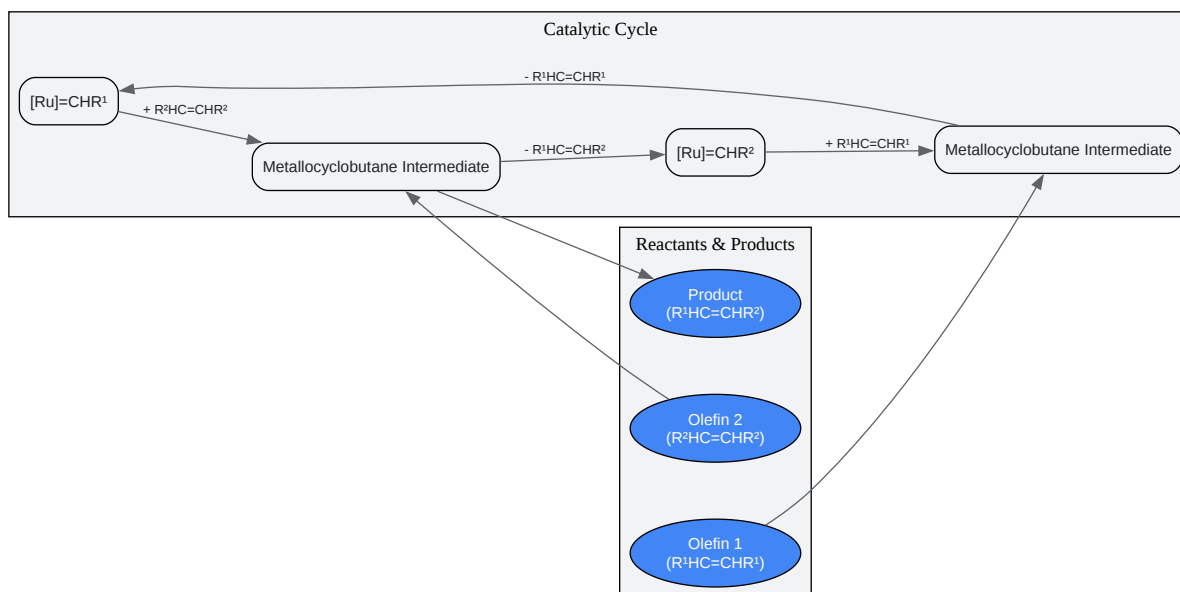 Catalytic Cycle
- R¹HC=CHR¹
[Ru]=CHR¹
+ R²HC=CHR²
Metallocyclobutane Intermediate
- R¹HC=CHR²
[Ru]=CHR²
+ R¹HC=CHR¹
Metallocyclobutane Intermediate
Reactants & Products
Product
(R¹HC=CHR²)
Olefin 2
(R²HC=CHR²)
Olefin 1
(R¹HC=CHR¹)